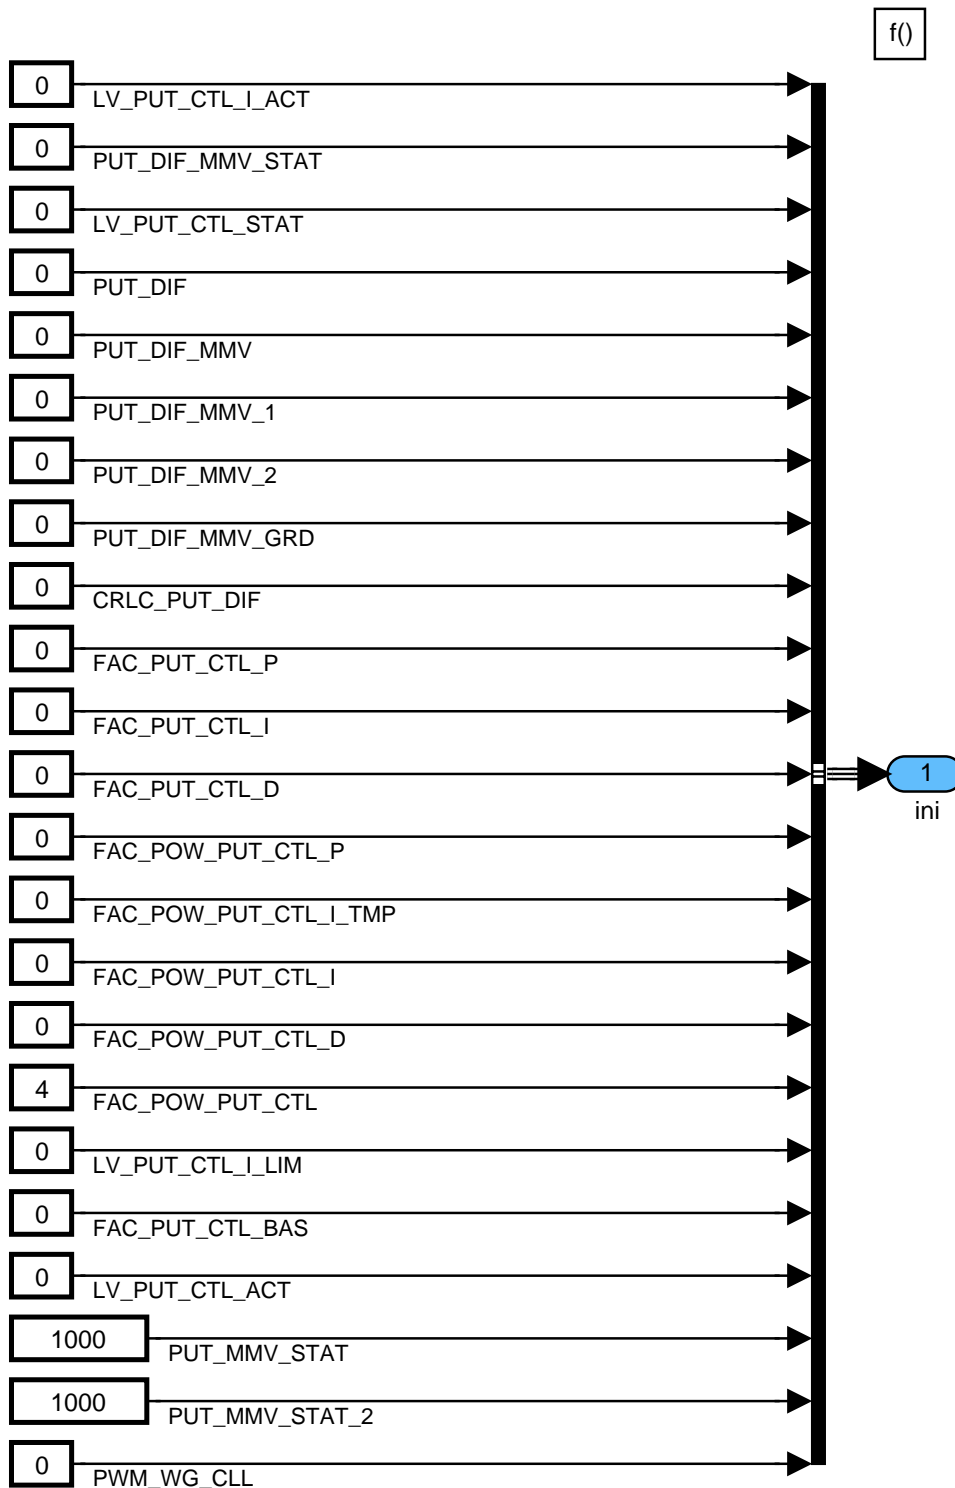 f()
0
LV_PUT_CTL_I_ACT
0
PUT_DIF_MMV_STAT
0
LV_PUT_CTL_STAT
0
PUT_DIF
0
PUT_DIF_MMV
0
PUT_DIF_MMV_1
0
PUT_DIF_MMV_2
0
PUT_DIF_MMV_GRD
0
CRLC_PUT_DIF
0
FAC_PUT_CTL_P
0
FAC_PUT_CTL_I
0
FAC_PUT_CTL_D
1
ini
0
FAC_POW_PUT_CTL_P
0
FAC_POW_PUT_CTL_I_TMP
0
FAC_POW_PUT_CTL_I
0
FAC_POW_PUT_CTL_D
4
FAC_POW_PUT_CTL
0
LV_PUT_CTL_I_LIM
0
FAC_PUT_CTL_BAS
0
LV_PUT_CTL_ACT
1000
PUT_MMV_STAT
1000
PUT_MMV_STAT_2
0
PWM_WG_CLL